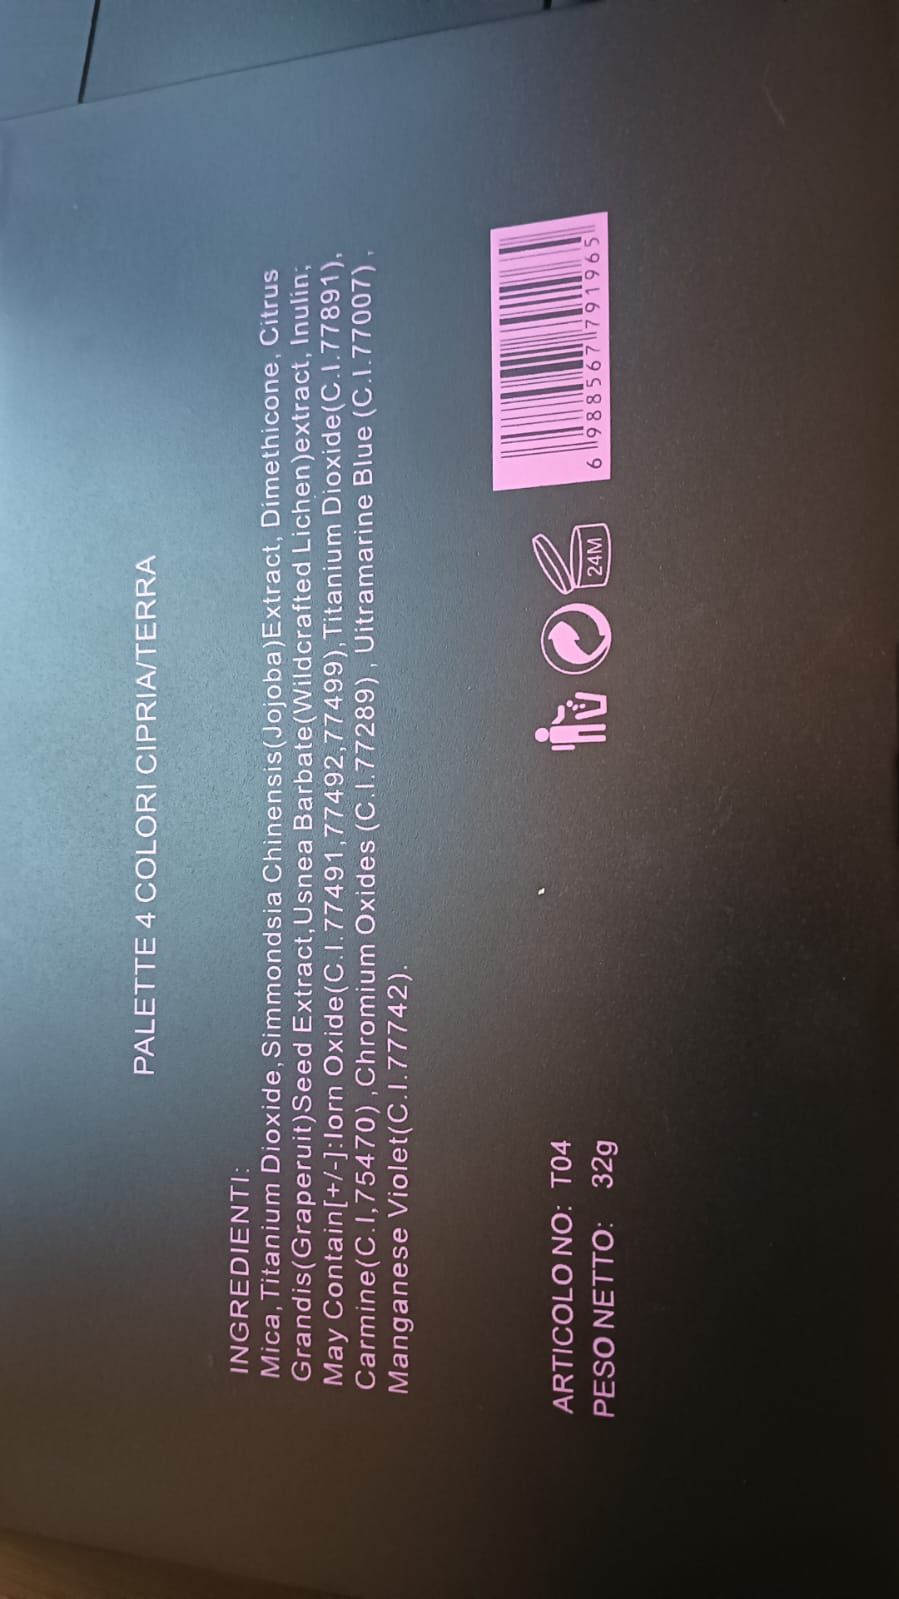 PALETTE 4 COLORI CIPRIA/TERRA
INGREDIENTI:
Mica, Titanium Dioxide, Simmondsia Chinensis(Jojoba)Extract, Dimethicone, Citrus
Grandis(Graperuit)Seed Extract,Usnea Barbate(Wildcrafted Lichen)extract, Inulin;
May Contain[+/-]:Iorn Oxide(C.I.77491,77492,77499),Titanium Dioxide(C.I.77891),
Carmine(C.I,75470) ,Chromium Oxides (C.I.77289) , Uitramarine Blue (C.I.77007) ,
Manganese Violet(C.I.77742).
ARTICOLO NO: T04
PESO NETTO: 32g
24M
6 988567 791965